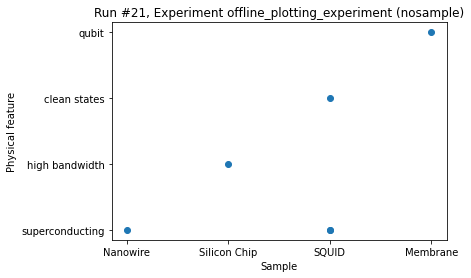 Run #21, Experiment offline_plotting_experiment (nosample)
qubit
clean states
high bandwidth
superconducting
Physical feature
Nanowire
Silicon Chip
SQUID
Membrane
Sample